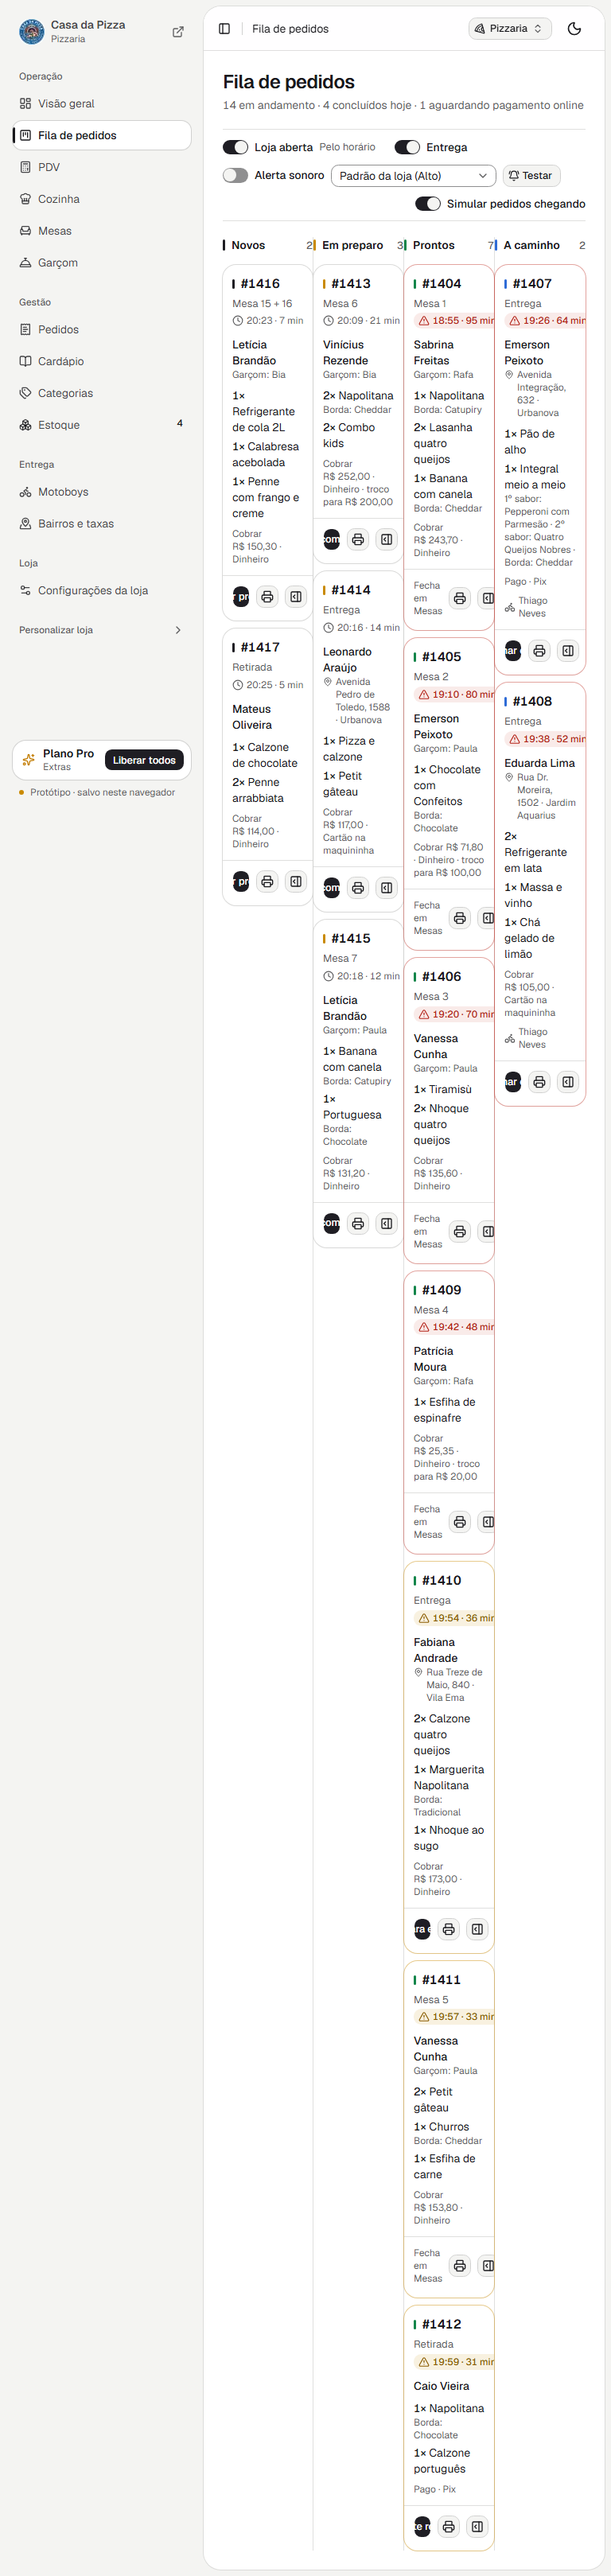 Casa da Pizza
Pizzaria
Operação
Visão geral
Fila de pedidos
PDV
Cozinha
Mesas
Garçom
Gestão
Pedidos
Cardápio
Categorias
Estoque 4
Entrega
Motoboys
Bairros e taxas
Loja
Configurações da loja
Personalizar loja
Plano Pro
Extras
Liberar todos
Protótipo · salvo neste navegador
Fila de pedidos
Pizzaria
Fila de pedidos
14 em andamento · 4 concluídos hoje · 1 aguardando pagamento online
Loja aberta Pelo horário
Entrega
Alerta sonoro
Padrão da loja (Alto)
Testar
Simular pedidos chegando
Novos 2
#1416
Mesa 15 + 16
20:23 · 7 min
Letícia
Brandão
Garçom: Bia
1×
Refrigerante
de cola 2L
1× Calabresa
acebolada
1× Penne
com frango e
creme
Cobrar
R$ 150,30 ·
Dinheiro
#1417
Retirada
20:25 · 5 min
Mateus
Oliveira
1× Calzone
de chocolate
2× Penne
arrabbiata
Cobrar
R$ 114,00 ·
Dinheiro
Em preparo 3
#1413
Mesa 6
20:09 · 21 min
Vinícius
Rezende
Garçom: Bia
2× Napolitana
Borda: Cheddar
2× Combo
kids
Cobrar
R$ 252,00 ·
Dinheiro · troco
para R$ 200,00
com
#1414
Entrega
20:16 · 14 min
Leonardo
Araújo
Avenida
Pedro de
Toledo, 1588
· Urbanova
1× Pizza e
calzone
1× Petit
gâteau
Cobrar
R$ 117,00 ·
Cartão na
maquininha
com
#1415
Mesa 7
20:18 · 12 min
Letícia
Brandão
Garçom: Paula
1× Banana
com canela
Borda: Catupiry
1×
Portuguesa
Borda:
Chocolate
Cobrar
R$ 131,20 ·
Dinheiro
com
Prontos 7
#1404
Mesa 1
18:55 · 95 min
Sabrina
Freitas
Garçom: Rafa
1× Napolitana
Borda: Catupiry
2× Lasanha
quatro
queijos
1× Banana
com canela
Borda: Cheddar
Cobrar
R$ 243,70 ·
Dinheiro
Fecha
em
Mesas
#1405
Mesa 2
19:10 · 80 min
Emerson
Peixoto
Garçom: Paula
1× Chocolate
com
Confeitos
Borda:
Chocolate
Cobrar R$ 71,80
· Dinheiro · troco
para R$ 100,00
Fecha
em
Mesas
#1406
Mesa 3
19:20 · 70 min
Vanessa
Cunha
Garçom: Paula
1× Tiramisù
2× Nhoque
quatro
queijos
Cobrar
R$ 135,60 ·
Dinheiro
Fecha
em
Mesas
#1409
Mesa 4
19:42 · 48 min
Patrícia
Moura
Garçom: Rafa
1× Esfiha de
espinafre
Cobrar
R$ 25,35 ·
Dinheiro · troco
para R$ 20,00
Fecha
em
Mesas
#1410
Entrega
19:54 · 36 min
Fabiana
Andrade
Rua Treze de
Maio, 840 ·
Vila Ema
2× Calzone
quatro
queijos
1× Marguerita
Napolitana
Borda:
Tradicional
1× Nhoque ao
sugo
Cobrar
R$ 173,00 ·
Dinheiro
#1411
Mesa 5
19:57 · 33 min
Vanessa
Cunha
Garçom: Paula
2× Petit
gâteau
1× Churros
Borda: Cheddar
1× Esfiha de
carne
Cobrar
R$ 153,80 ·
Dinheiro
Fecha
em
Mesas
#1412
Retirada
19:59 · 31 min
Caio Vieira
1× Napolitana
Borda:
Chocolate
1× Calzone
português
Pago · Pix
A caminho 2
#1407
Entrega
19:26 · 64 min
Emerson
Peixoto
Avenida
Integração,
632 ·
Urbanova
1× Pão de
alho
1× Integral
meio a meio
1º sabor:
Pepperoni com
Parmesão · 2º
sabor: Quatro
Queijos Nobres ·
Borda: Cheddar
Pago · Pix
Thiago
Neves
#1408
Entrega
19:38 · 52 min
Eduarda Lima
Rua Dr.
Moreira,
1502 · Jardim
Aquarius
2×
Refrigerante
em lata
1× Massa e
vinho
1× Chá
gelado de
limão
Cobrar
R$ 105,00 ·
Cartão na
maquininha
Thiago
Neves